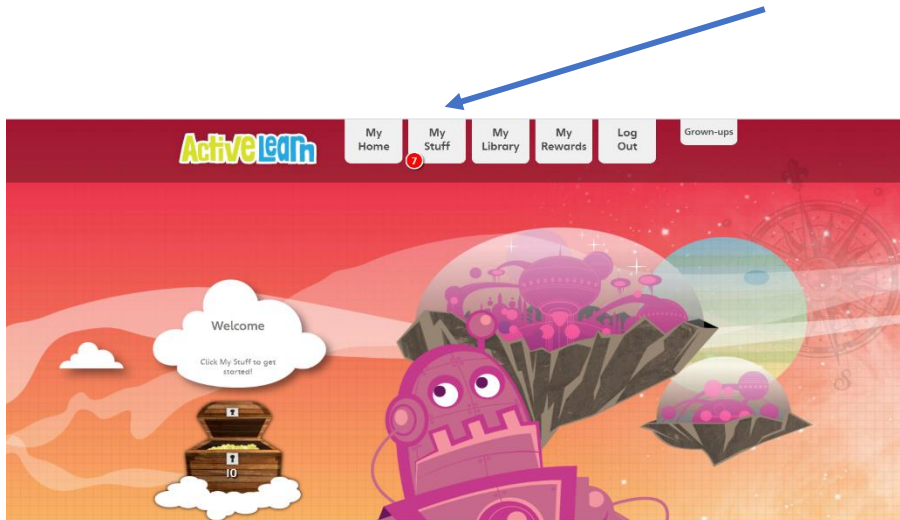 ActiveLearn
My
Home
My
Stuff
7
My
Library
My
Rewards
Log
Out
Grown-ups
Welcome
Click My Stuff to get
started!
10
S